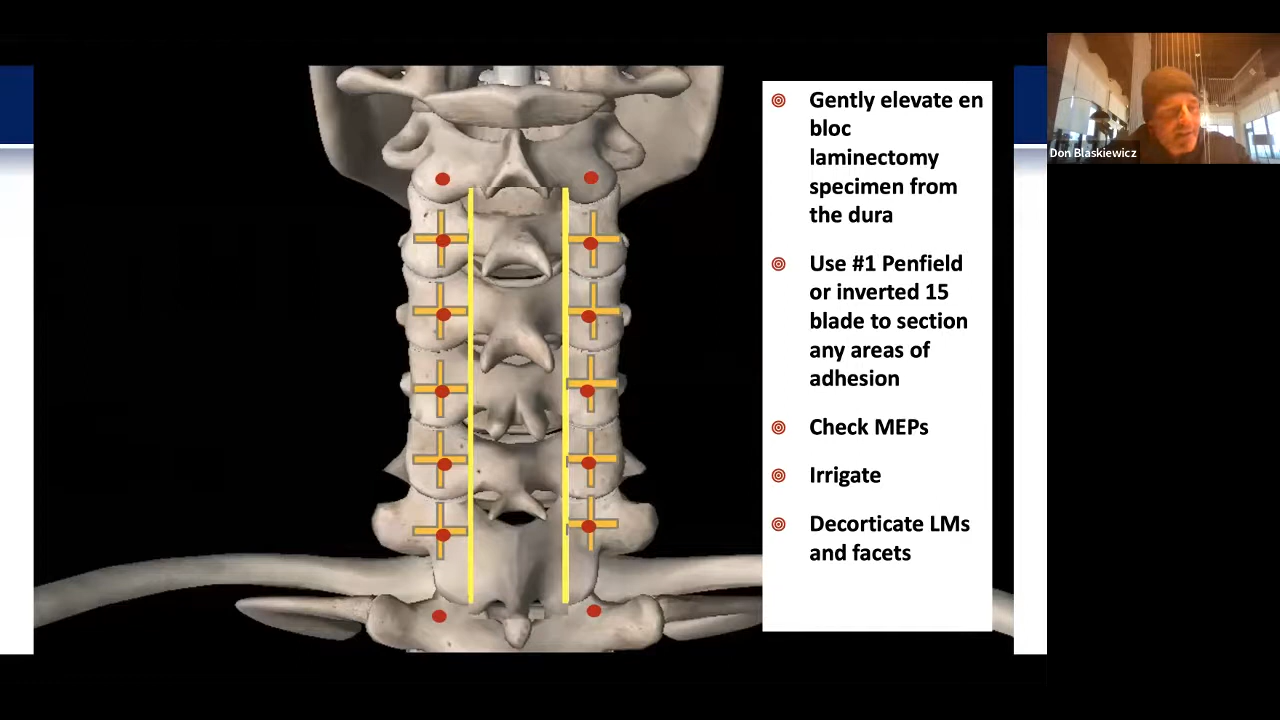 Gently elevate en
bloc
laminectomy
specimen from
the dura
Use #1 Penfield
or inverted 15
blade to section
any areas of
adhesion
Check MEPs
Irrigate
Decorticate LMs
and facets
Don Blaskiewicz